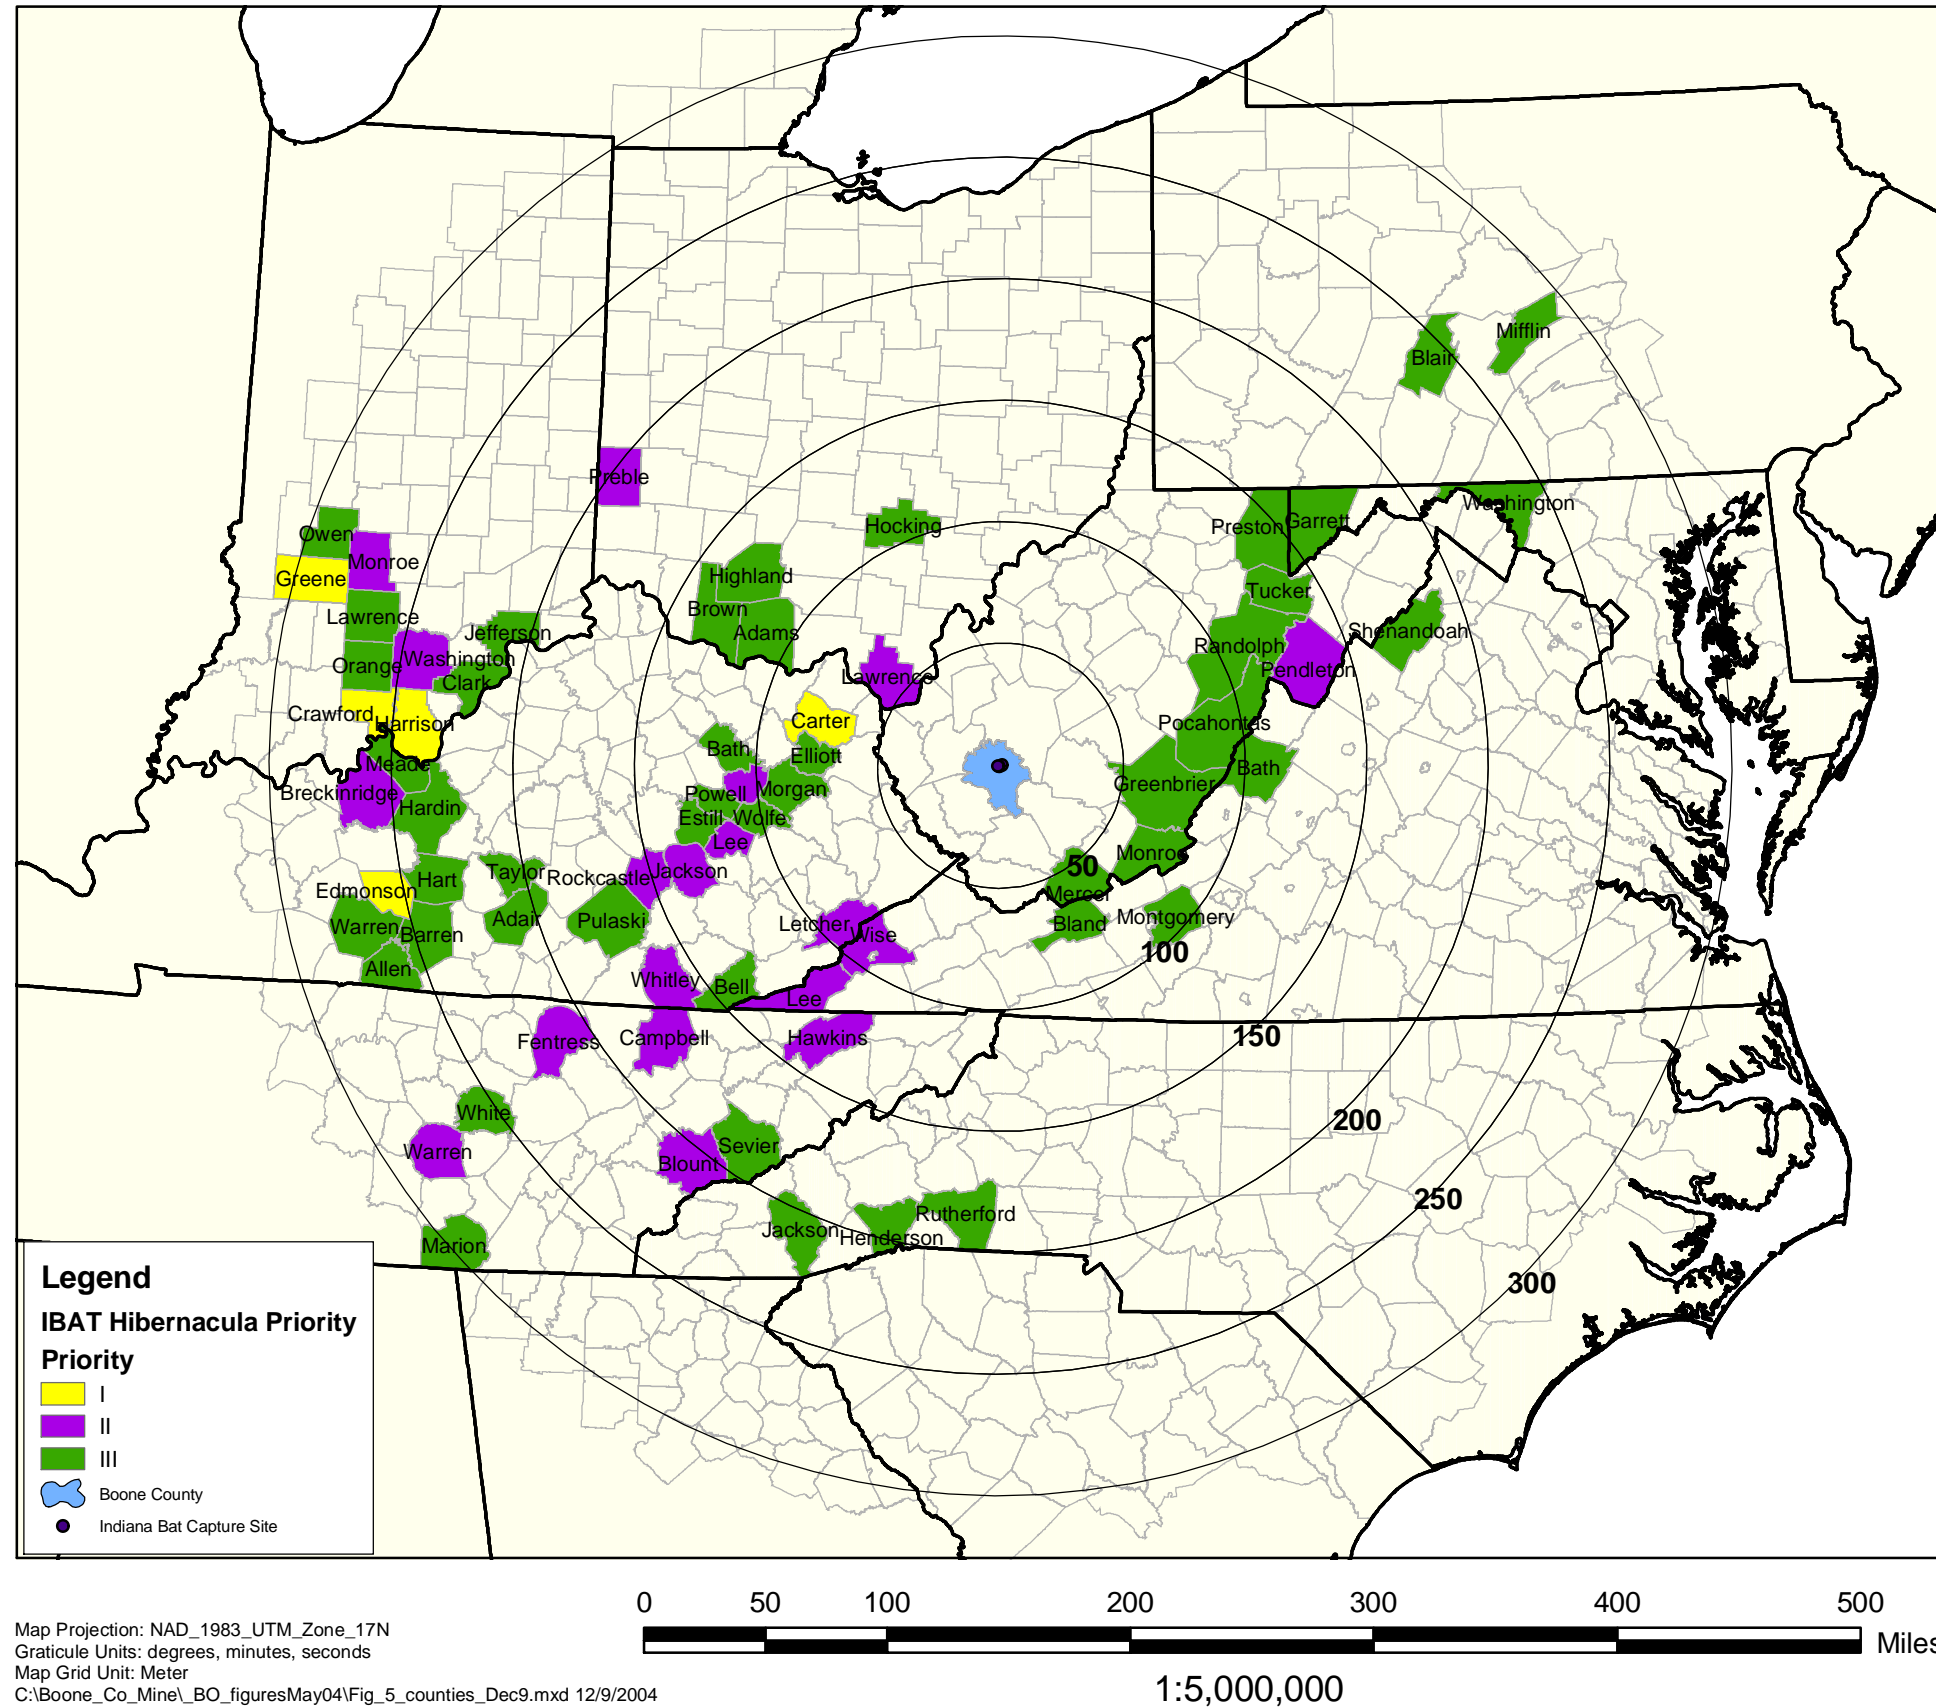 Mifflin
Blair
Preble
Washington
Hocking
Preston
Garrett
Owen
Monroe
Greene
Highland
Tucker
Brown
Lawrence
Adams
Jefferson
Shenandoah
Randolph
Orange
Washington
Pendleton
Clark
Lawrence
Crawford
Harrison
Carter
Pocahontas
Bath
Elliott
Meade
Bath
Greenbrier
Breckinridge
Powell
Morgan
Hardin
Estill
Wolfe
Lee
Monroe
50
Taylor
Rockcastle
Jackson
Hart
Edmonson
Mercer
Adair
Pulaski
Letcher
Bland
Montgomery
Warren
Barren
Wise
100
Allen
Whitley
Bell
Lee
Fentress
Campbell
Hawkins
150
White
200
Warren
Sevier
Blount
250
Rutherford
Jackson
Henderson
Marion
300
Legend
IBAT Hibernacula Priority
Priority
I
II
III
Boone County
Indiana Bat Capture Site
0 50 100 200 300 400 500
Miles
1:5,000,000
Map Projection: NAD_1983_UTM_Zone_17N
Graticule Units: degrees, minutes, seconds
Map Grid Unit: Meter
C:\Boone_Co_Mine\_BO_figuresMay04\Fig_5_counties_Dec9.mxd 12/9/2004